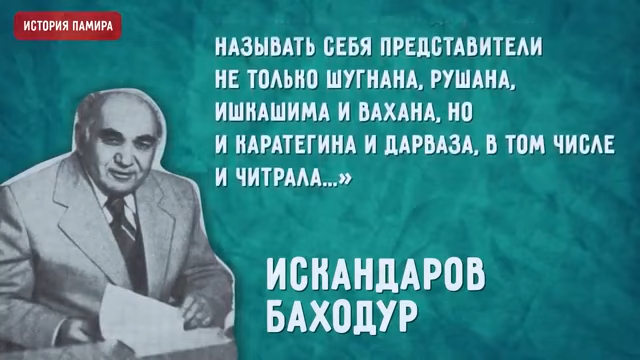 ИСТОРИЯ ПАМИРА
НАЗЫВАТЬ СЕБЯ ПРЕДСТАВИТЕЛИ
НЕ ТОЛЬКО ШУГНАНА, РУШАНА,
ИШКАШИМА И ВАХАНА, НО
И КАРАТЕГИНА И ДАРВАЗА, В ТОМ ЧИСЛЕ
И ЧИТРАЛА...»
ИСКАНДАРОВ
БАХОДУР